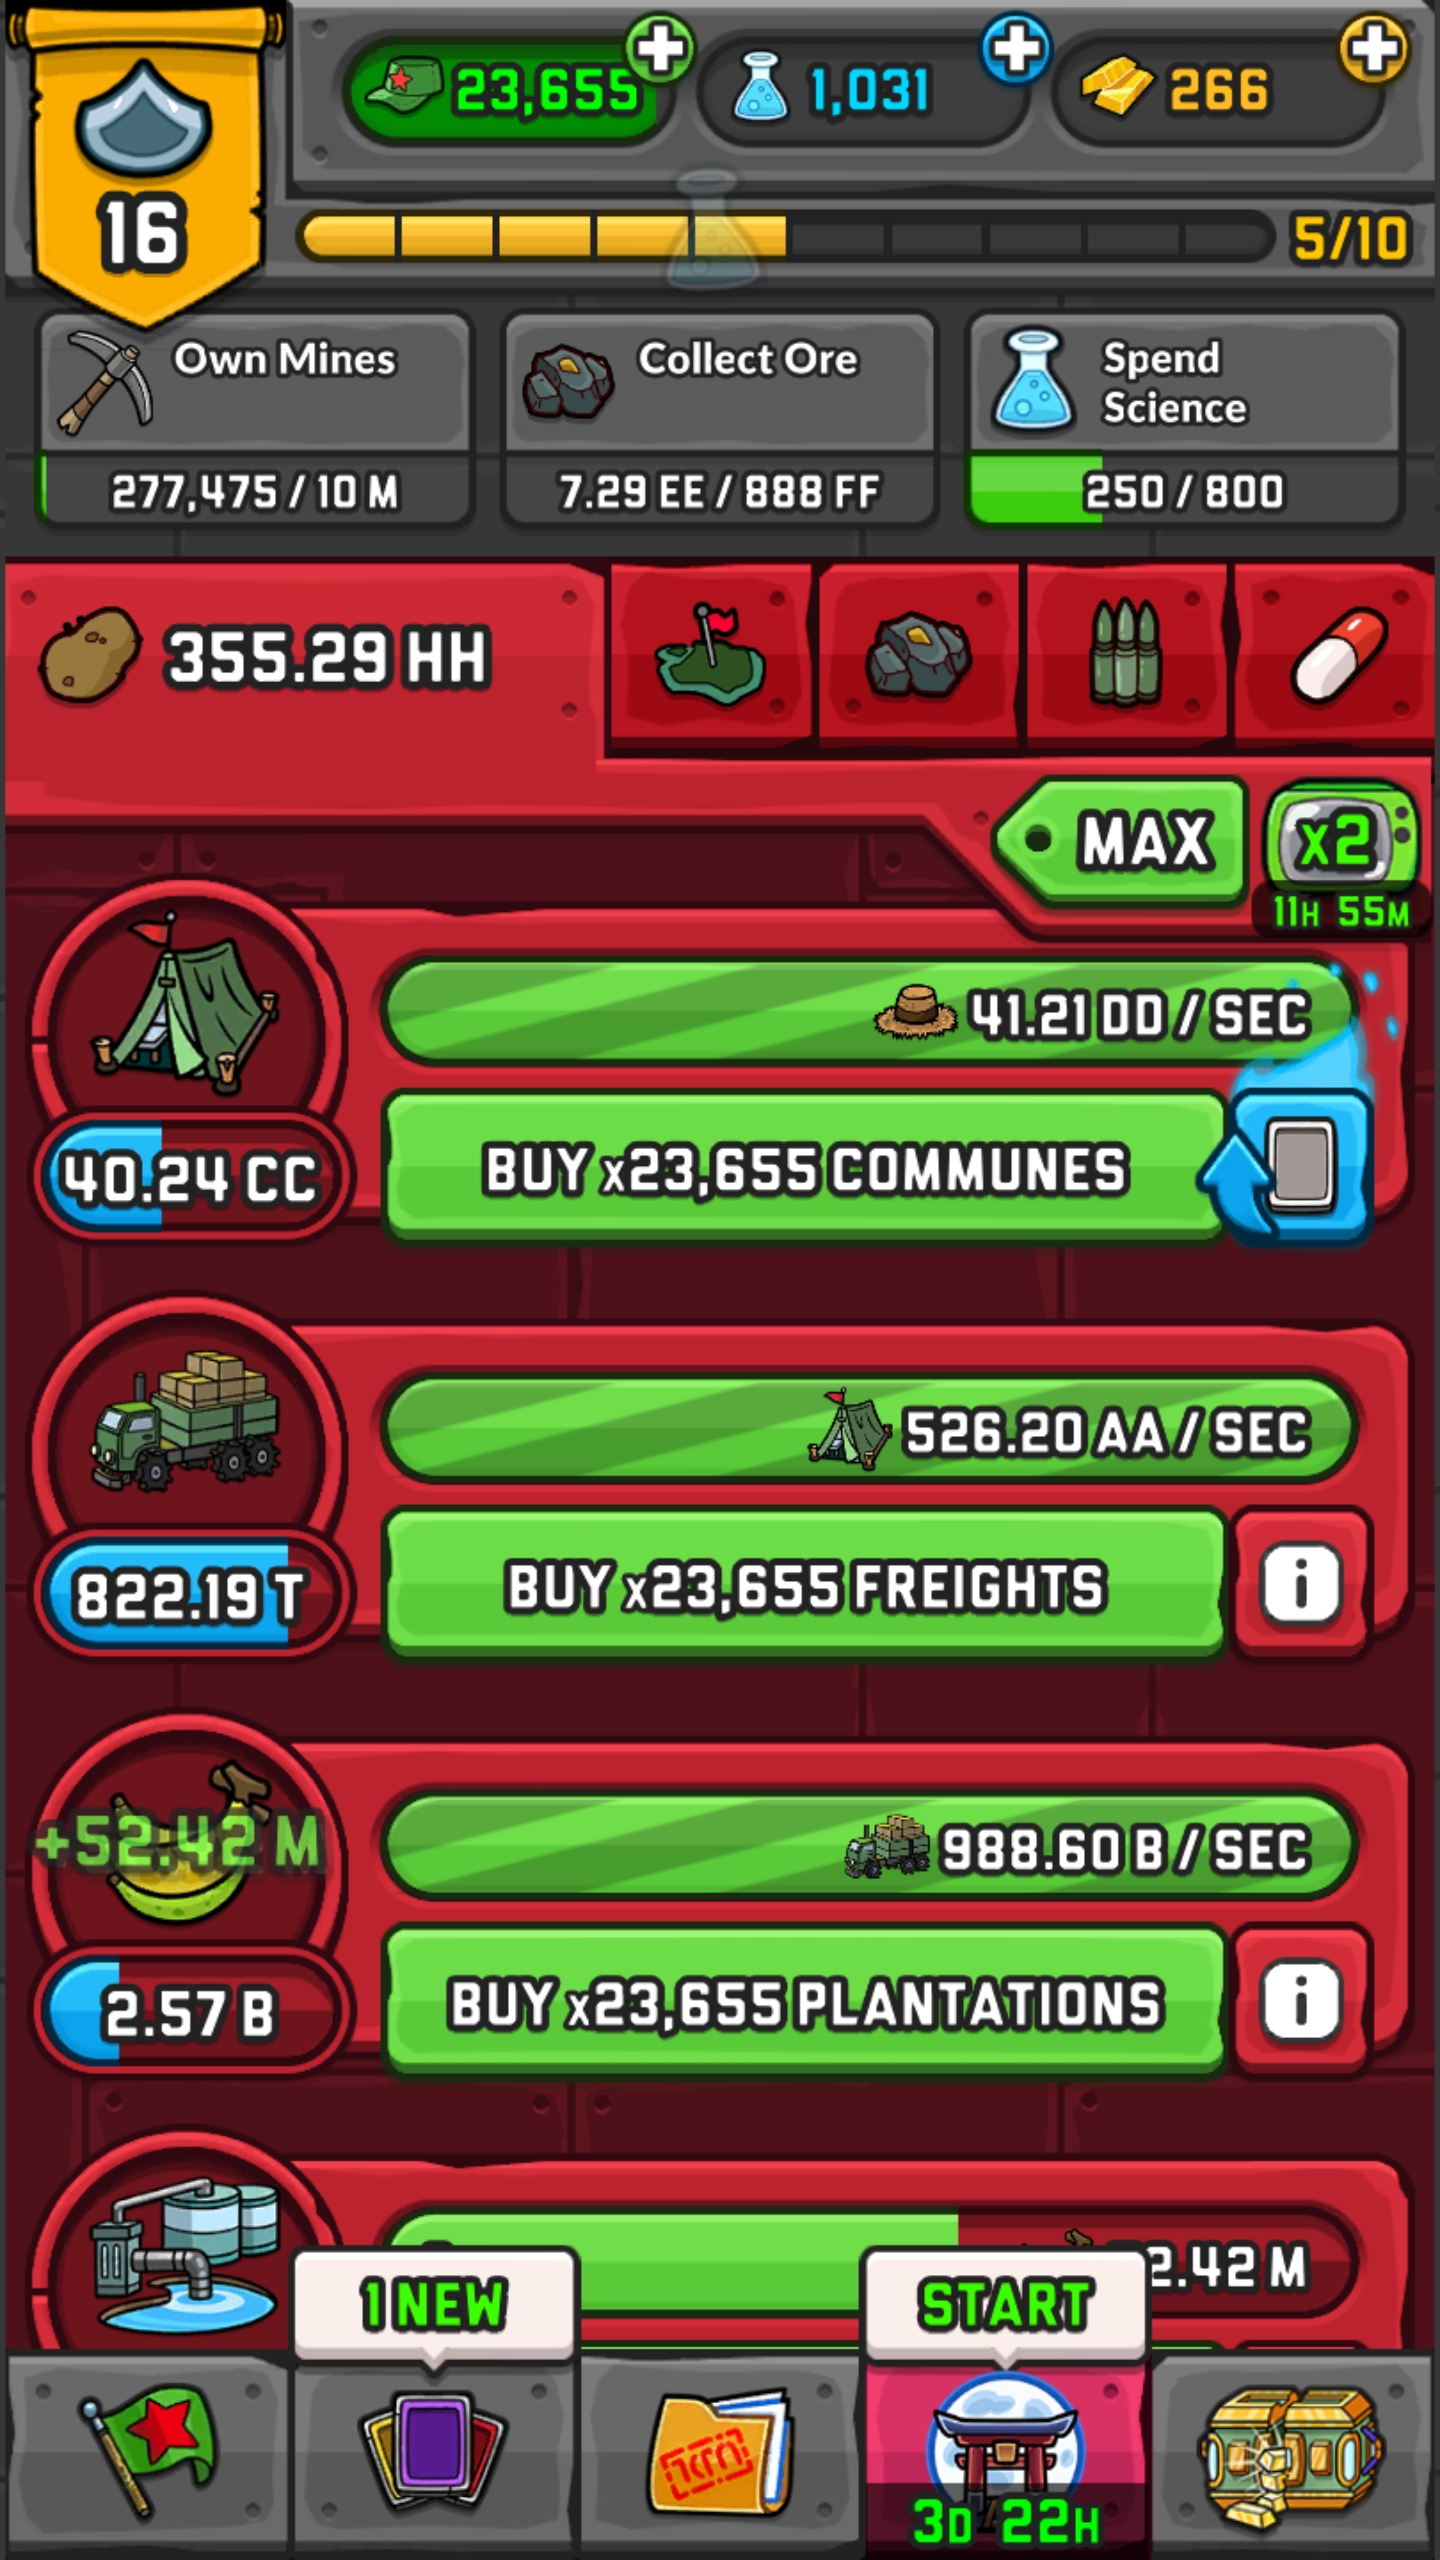 23,655
1,031
266
16
5/10
Own Mines
277,475 / 10 M
Collect Ore
7.29 EE / 888 FF
Spend
Science
250 / 800
355.29 HH
MAX
x2
11H 55M
41.21 DD / SEC
40.24 CC
BUY x23,655 COMMUNES
526.20 AA / SEC
822.19 T
BUY x23,655 FREIGHTS
i
+52.42 M
988.60 B / SEC
2.57 B
BUY x23,655 PLANTATIONS
i
2.42 M
1 NEW
START
3D 22H